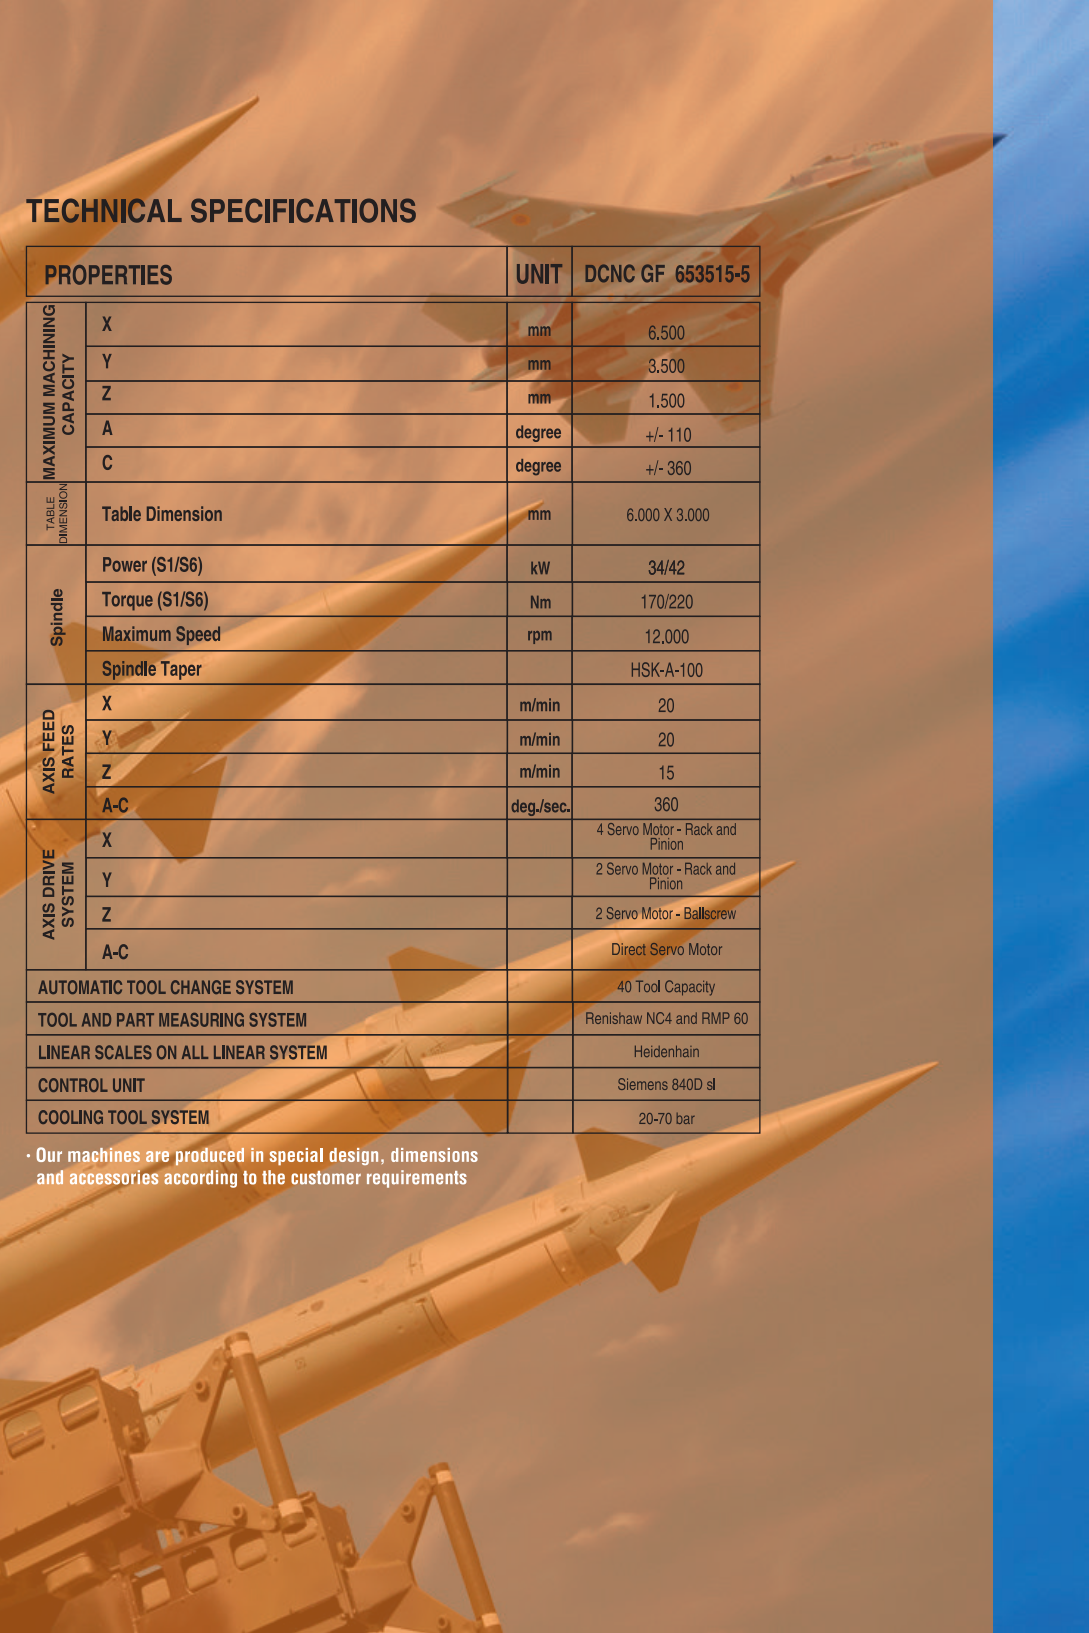 TECHNICAL SPECIFICATIONS
PROPERTIES UNIT DCNC GF 653515-5
MAXIMUM MACHINING
CAPACITY
X mm 6.500
Y mm 3.500
Z mm 1.500
A degree +/- 110
C degree +/- 360
TABLE
DIMENSION
Table Dimension mm 6.000 X 3.000
Spindle
Power (S1/S6) kW 34/42
Torque (S1/S6) Nm 170/220
Maximum Speed rpm 12.000
Spindle Taper HSK-A-100
AXIS FEED
RATES
X m/min 20
Y m/min 20
Z m/min 15
A-C deg./sec. 360
AXIS DRIVE
SYSTEM
X 4 Servo Motor - Rack and
Pinion
Y 2 Servo Motor - Rack and
Pinion
Z 2 Servo Motor - Ballscrew
A-C Direct Servo Motor
AUTOMATIC TOOL CHANGE SYSTEM 40 Tool Capacity
TOOL AND PART MEASURING SYSTEM Renishaw NC4 and RMP 60
LINEAR SCALES ON ALL LINEAR SYSTEM Heidenhain
CONTROL UNIT Siemens 840D sl
COOLING TOOL SYSTEM 20-70 bar
· Our machines are produced in special design, dimensions
and accessories according to the customer requirements